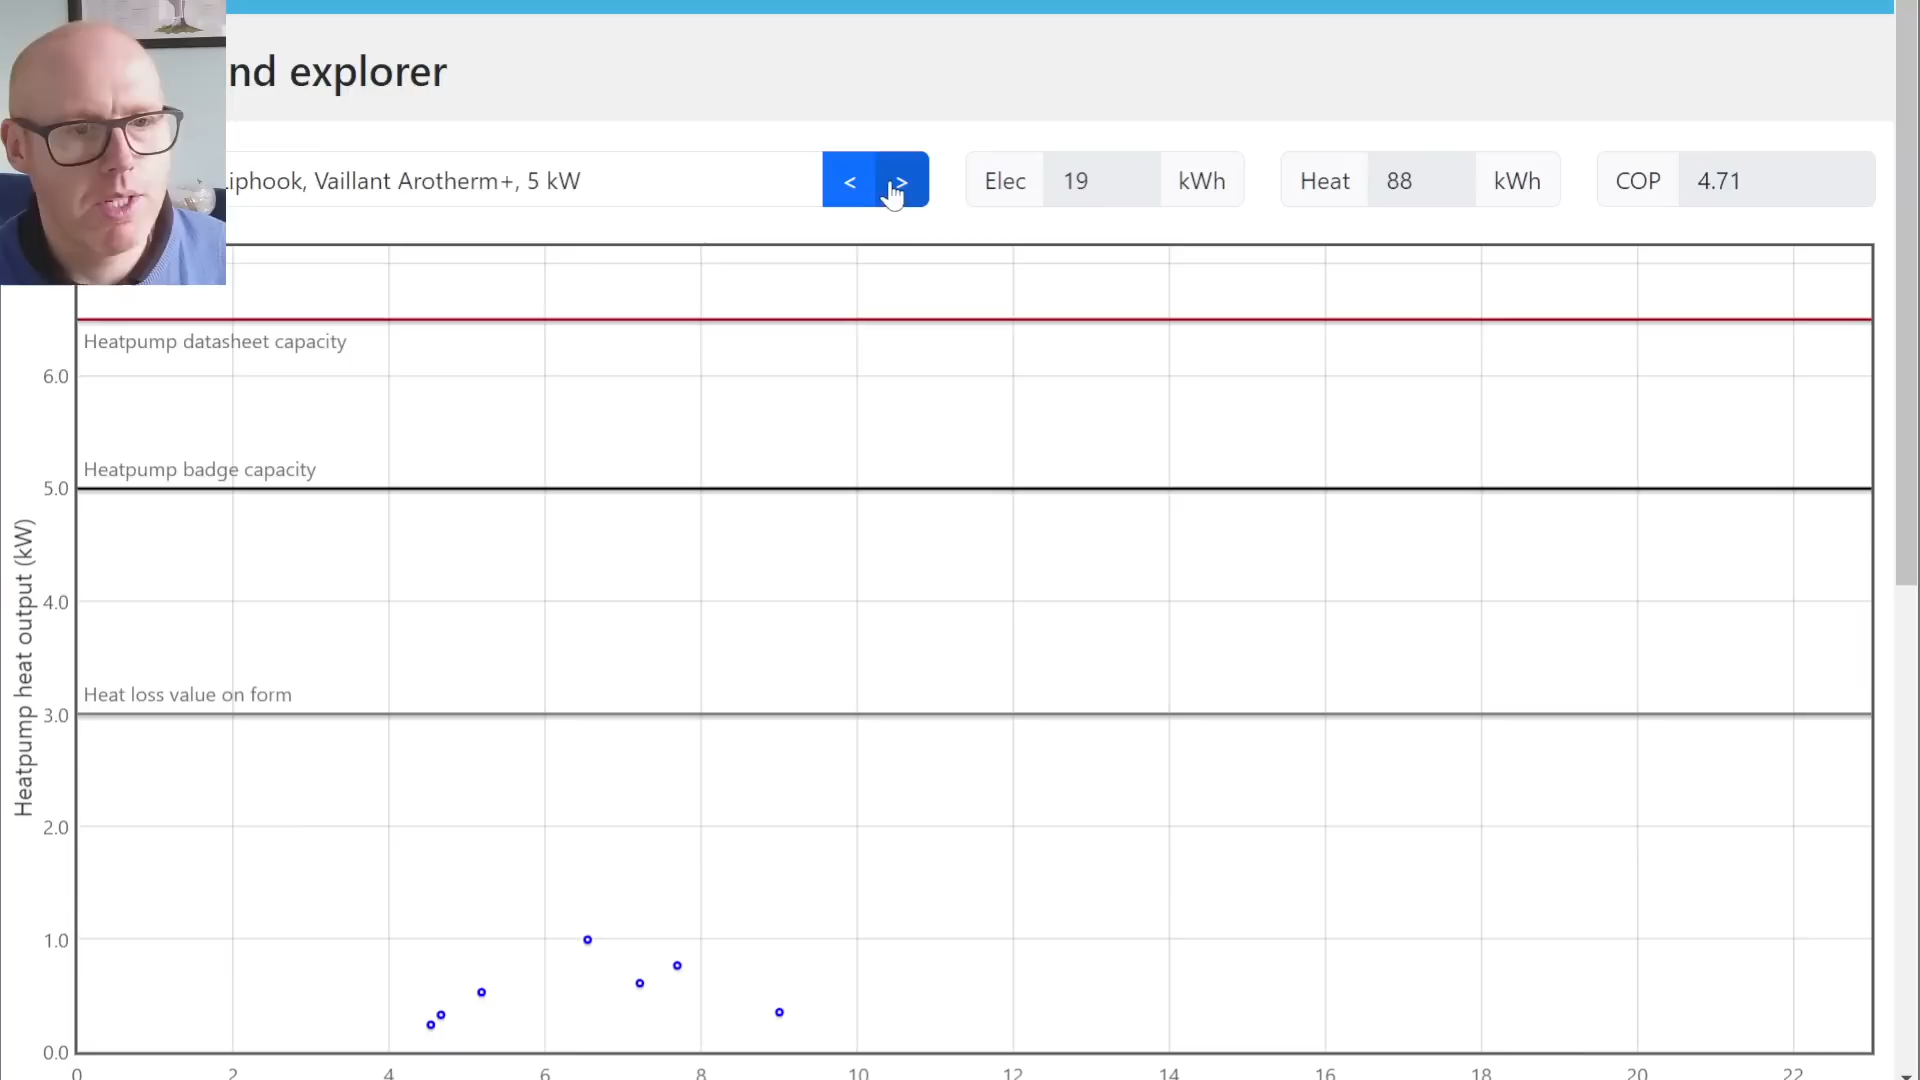 nd explorer
iphook, Vaillant Arotherm+, 5 kW
<
>
Elec 19 kWh
Heat 88 kWh
COP 4.71
Heatpump datasheet capacity
6.0
Heatpump badge capacity
5.0
4.0
Heat loss value on form
3.0
2.0
1.0
0.0
Heatpump heat output (kW)
0 2 4 6 8 10 12 14 16 18 20 22